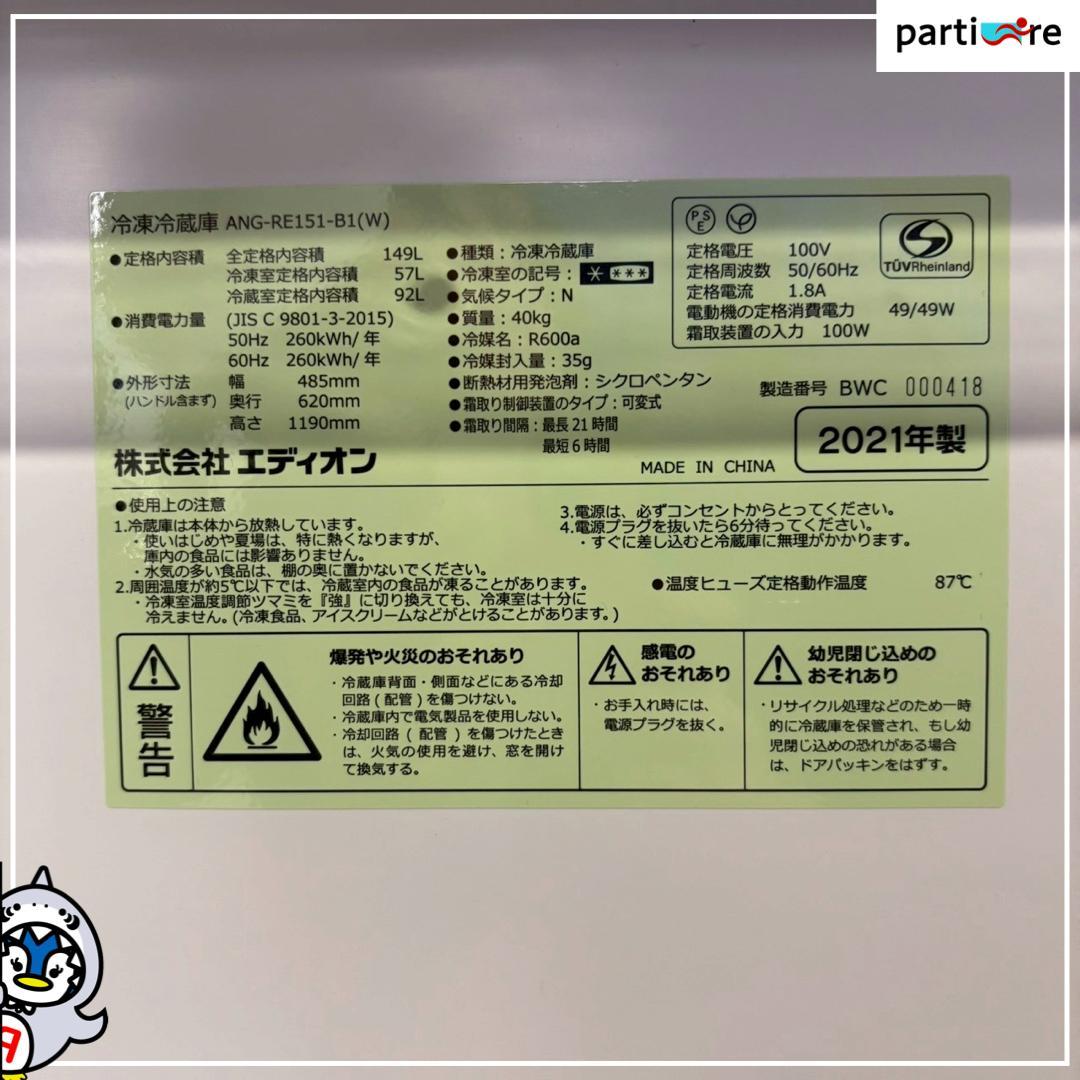 partiare
冷凍冷蔵庫 ANG-RE151-B1(W)
●定格内容積 全定格内容積 149L
冷凍室定格内容積 57L
冷蔵室定格内容積 92L
●消費電力量 (JIS C 9801-3-2015)
50Hz 260kWh/年
60Hz 260kWh/年
●外形寸法 幅 485mm
(ハンドル含まず) 奥行 620mm
高さ 1190mm
株式会社 エディオン
●種類：冷凍冷蔵庫
●冷凍室の記号： * ***
●気候タイプ：N
●質量：40kg
●冷媒名：R600a
●冷媒封入量：35g
●断熱材用発泡剤：シクロペンタン
●霜取り制御装置のタイプ：可変式
●霜取り間隔：最長21時間
最短6時間
PSE
定格電圧 100V
定格周波数 50/60Hz
定格電流 1.8A
電動機の定格消費電力 49/49W
霜取装置の入力 100W
TÜVRheinland
製造番号 BWC 000418
MADE IN CHINA
2021年製
●使用上の注意
1.冷蔵庫は本体から放熱しています。
・使いはじめや夏場は、特に熱くなりますが、
庫内の食品には影響ありません。
・水気の多い食品は、棚の奥に置かないでください。
2.周囲温度が約5℃以下では、冷蔵室内の食品が凍ることがあります。
・冷凍室温度調節ツマミを『強』に切り換えても、冷凍室は十分に
冷えません。(冷凍食品、アイスクリームなどがとけることがあります。)
3.電源は、必ずコンセントからとってください。
4.電源プラグを抜いたら6分待ってください。
・すぐに差し込むと冷蔵庫に無理がかかります。
●温度ヒューズ定格動作温度 87℃
警告
爆発や火災のおそれあり
・冷蔵庫背面・側面などにある冷却
回路(配管)を傷つけない。
・冷蔵庫内で電気製品を使用しない。
・冷却回路(配管)を傷つけたとき
は、火気の使用を避け、窓を開け
て換気する。
感電の
おそれあり
・お手入れ時には、
電源プラグを抜く。
幼児閉じ込めの
おそれあり
・リサイクル処理などのため一時
的に冷蔵庫を保管され、もし幼
児閉じ込めの恐れがある場合
は、ドアパッキンをはずす。